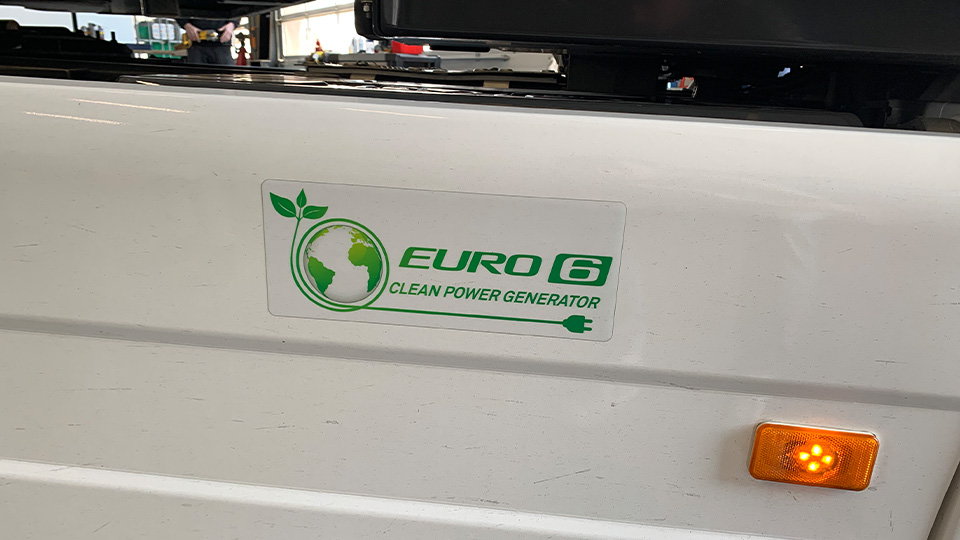 EURO 6
CLEAN POWER GENERATOR